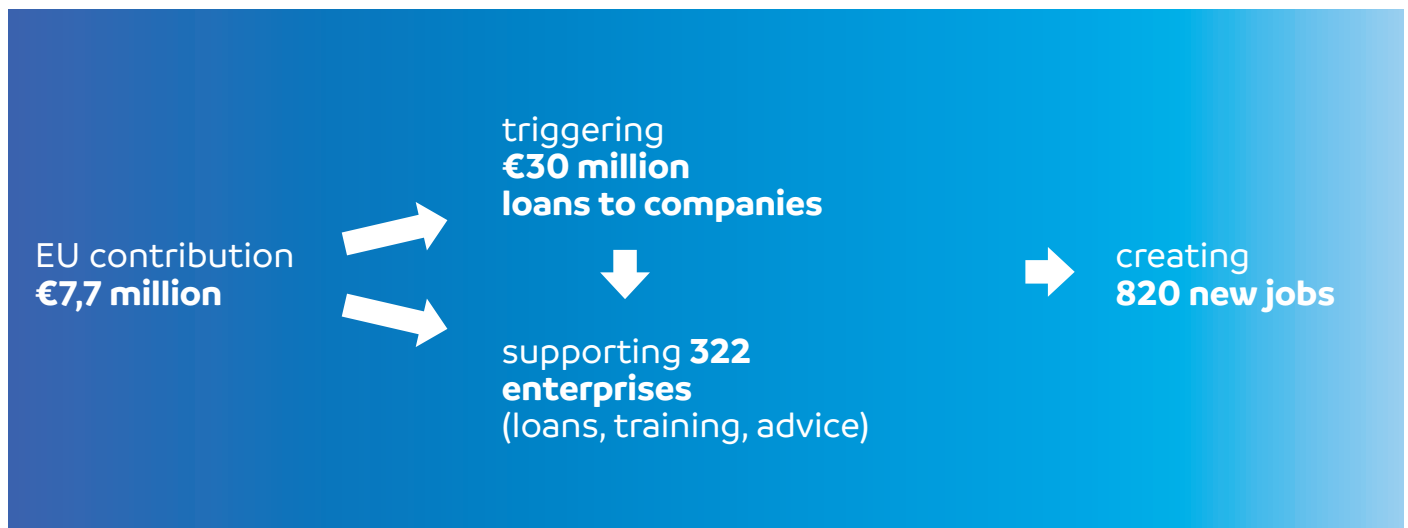 EU contribution
€7,7 million
triggering
€30 million
loans to companies
supporting 322
enterprises
(loans, training, advice)
creating
820 new jobs